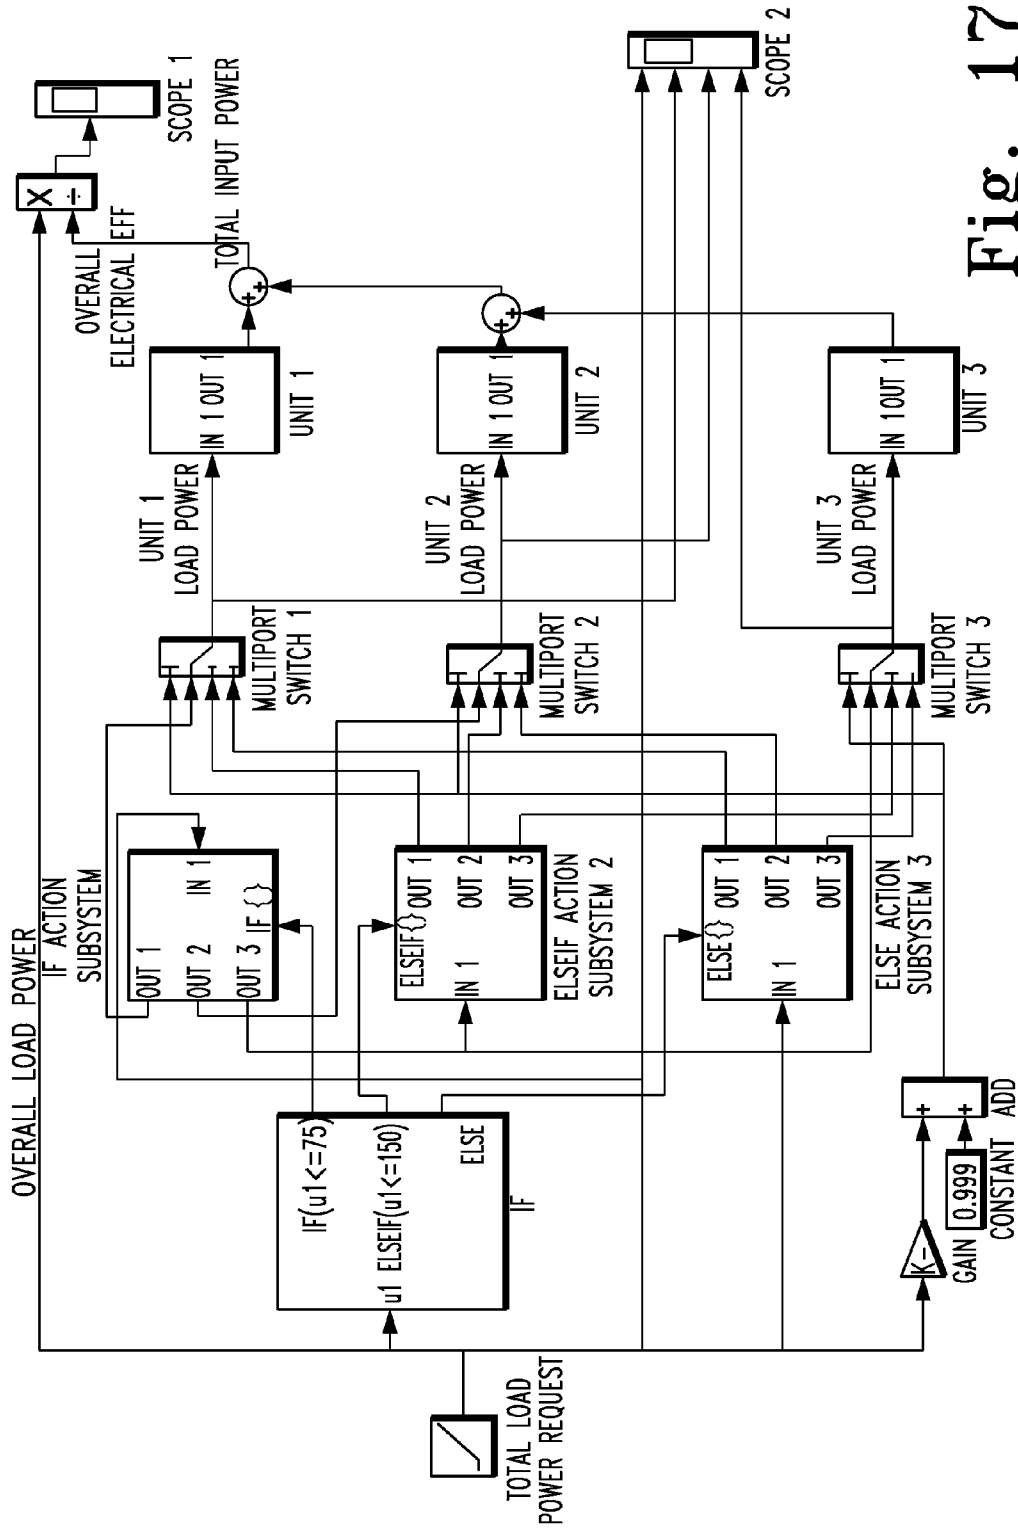 OVERALL LOAD POWER
TOTAL LOAD
POWER REQUEST
IF(u1<=75)
u1 ELSEIF(u1<=150)
ELSE
IF
K-
GAIN
0.999
CONSTANT
+
+
ADD
IF ACTION
SUBSYSTEM
OUT 1
OUT 2
OUT 3
IN 1
IF {}
ELSEIF{}
IN 1
OUT 1
OUT 2
OUT 3
ELSEIF ACTION
SUBSYSTEM 2
ELSE{}
IN 1
OUT 1
OUT 2
OUT 3
ELSE ACTION
SUBSYSTEM 3
MULTIPORT
SWITCH 1
MULTIPORT
SWITCH 2
MULTIPORT
SWITCH 3
UNIT 1
LOAD POWER
UNIT 2
LOAD POWER
UNIT 3
LOAD POWER
IN 1 OUT 1
UNIT 1
IN 1 OUT 1
UNIT 2
IN 1 OUT 1
UNIT 3
+
+
+
+
OVERALL
ELECTRICAL EFF
TOTAL INPUT POWER
X
÷
SCOPE 1
SCOPE 2
Fig. 17